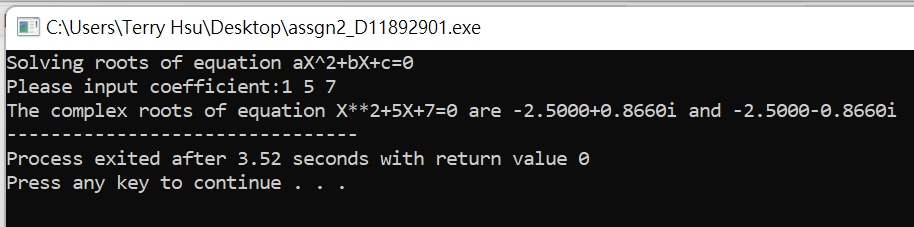 C:\Users\Terry Hsu\Desktop\assgn2_D11892901.exe
Solving roots of equation aX^2+bX+c=0
Please input coefficient:1 5 7
The complex roots of equation X**2+5X+7=0 are -2.5000+0.8660i and -2.5000-0.8660i
--------------------------------
Process exited after 3.52 seconds with return value 0
Press any key to continue . . .